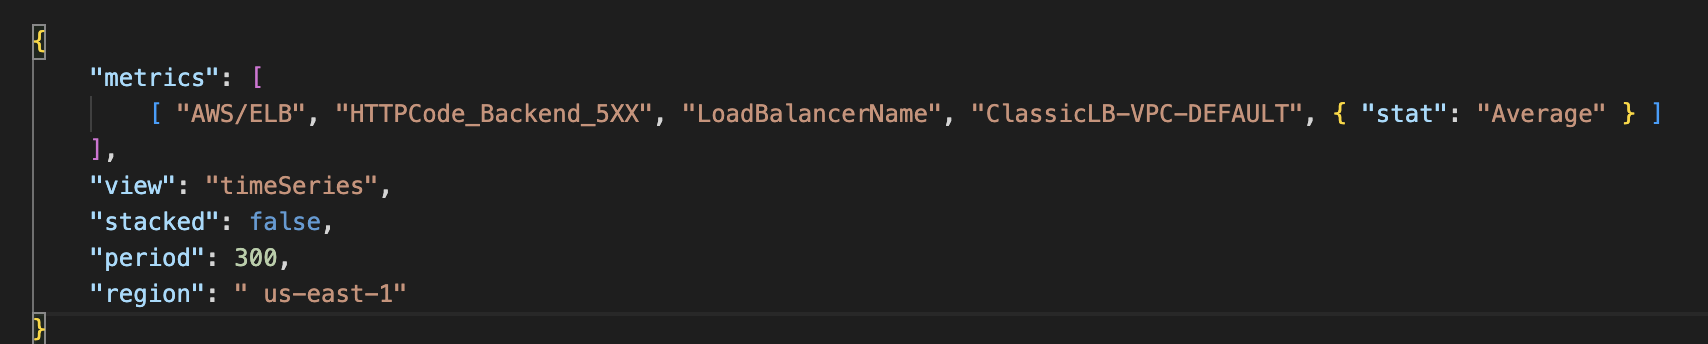 {
    "metrics": [
        [ "AWS/ELB", "HTTPCode_Backend_5XX", "LoadBalancerName", "ClassicLB-VPC-DEFAULT", { "stat": "Average" } ]
    ],
    "view": "timeSeries",
    "stacked": false,
    "period": 300,
    "region": " us-east-1"
}